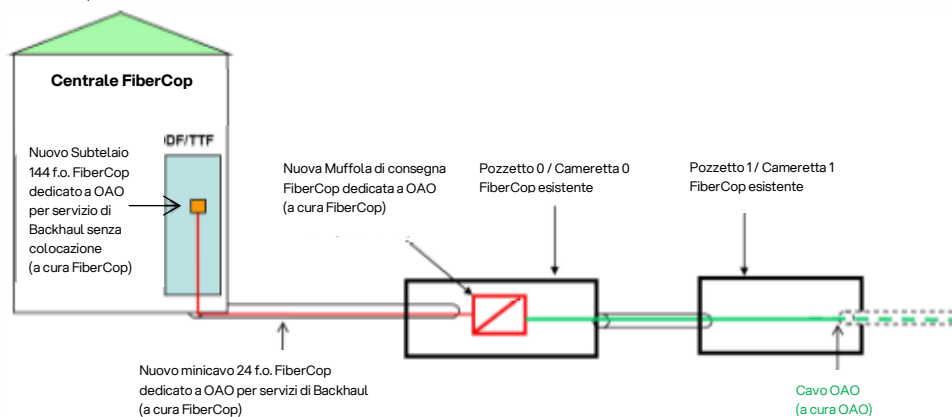 Centrale FiberCop
ODF/TTF
Nuovo Subtelaio
144 f.o. FiberCop
dedicato a OAO
per servizio di
Backhaul senza
colocazione
(a cura FiberCop)
Nuova Muffola di consegna
FiberCop dedicata a OAO
(a cura FiberCop)
Pozzetto 0 / Cameretta 0
FiberCop esistente
Pozzetto 1 / Cameretta 1
FiberCop esistente
Nuovo minicavo 24 f.o. FiberCop
dedicato a OAO per servizi di Backhaul
(a cura FiberCop)
Cavo OAO
(a cura OAO)